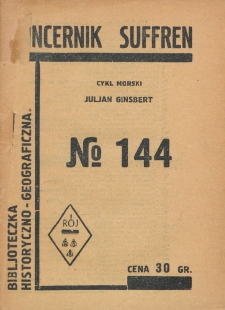 NCERNIK SUFFREN
CYKL MORSKI
JULJAN GINSBERT
№ 144
BIBLIOTECZKA
HISTORYCZNO-GEOGRAFICZNA.
RÓJ
CENA 30 GR.